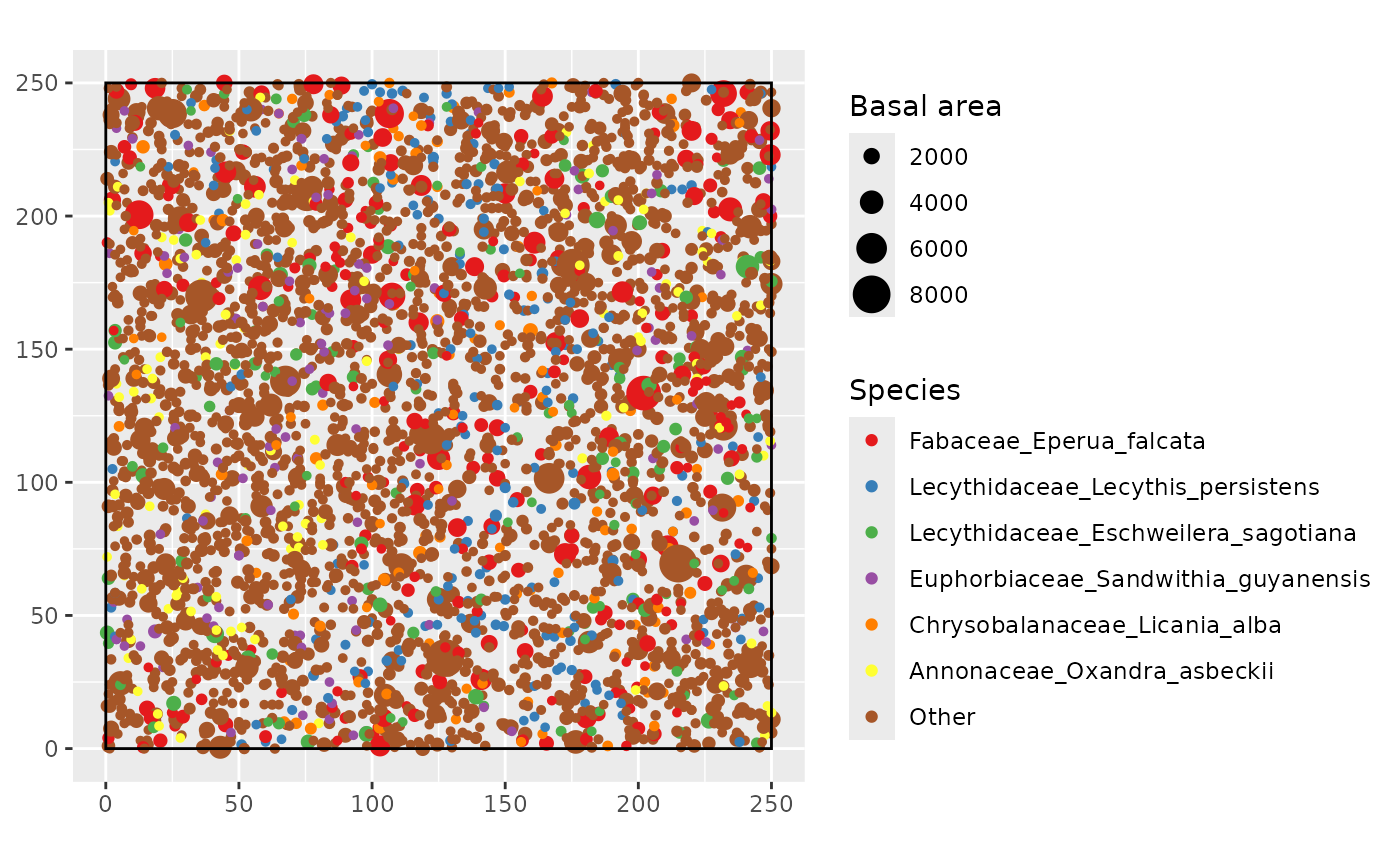 250
200
150
100
50
0
0 50 100 150 200 250
Basal area
2000
4000
6000
8000
Species
Fabaceae_Eperua_falcata
Lecythidaceae_Lecythis_persistens
Lecythidaceae_Eschweilera_sagotiana
Euphorbiaceae_Sandwithia_guyanensis
Chrysobalanaceae_Licania_alba
Annonaceae_Oxandra_asbeckii
Other